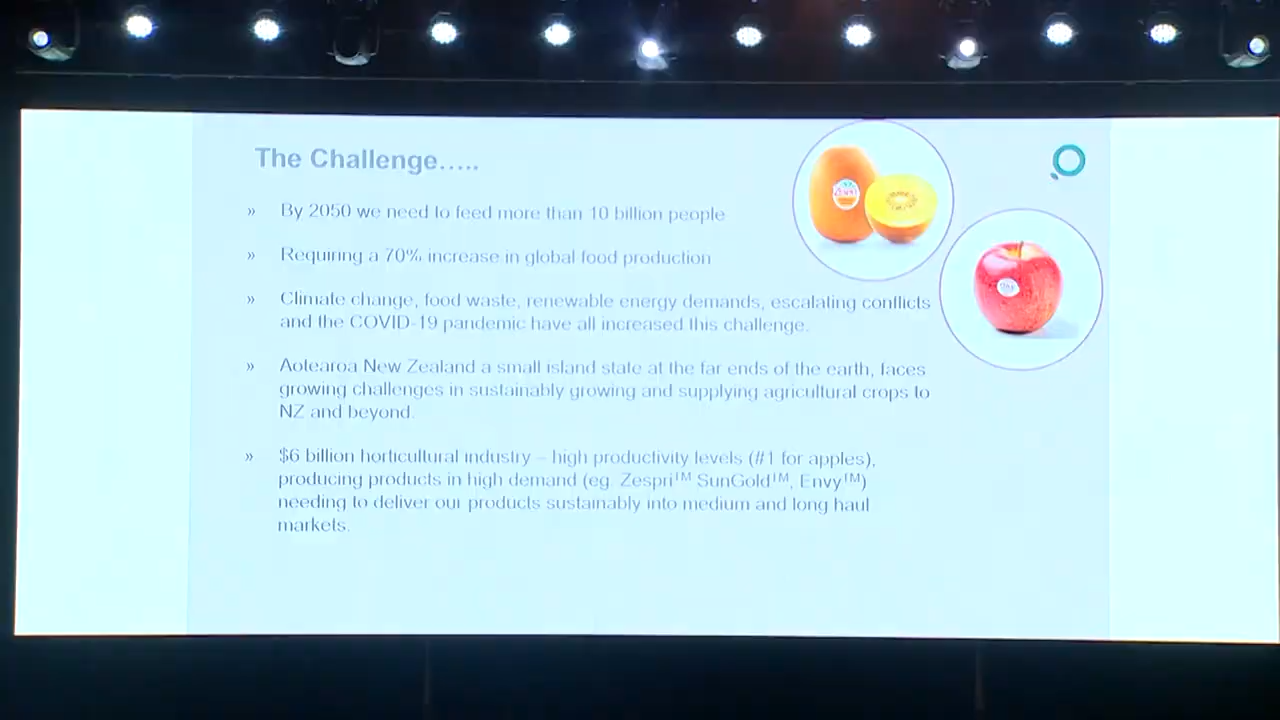 The Challenge.....
» By 2050 we need to feed more than 10 billion people
» Requiring a 70% increase in global food production
» Climate change, food waste, renewable energy demands, escalating conflicts
and the COVID-19 pandemic have all increased this challenge.
» Aotearoa New Zealand a small island state at the far ends of the earth, faces
growing challenges in sustainably growing and supplying agricultural crops to
NZ and beyond.
» $6 billion horticultural industry – high productivity levels (#1 for apples),
producing products in high demand (eg. Zespri™ SunGold™, Envy™)
needing to deliver our products sustainably into medium and long haul
markets.